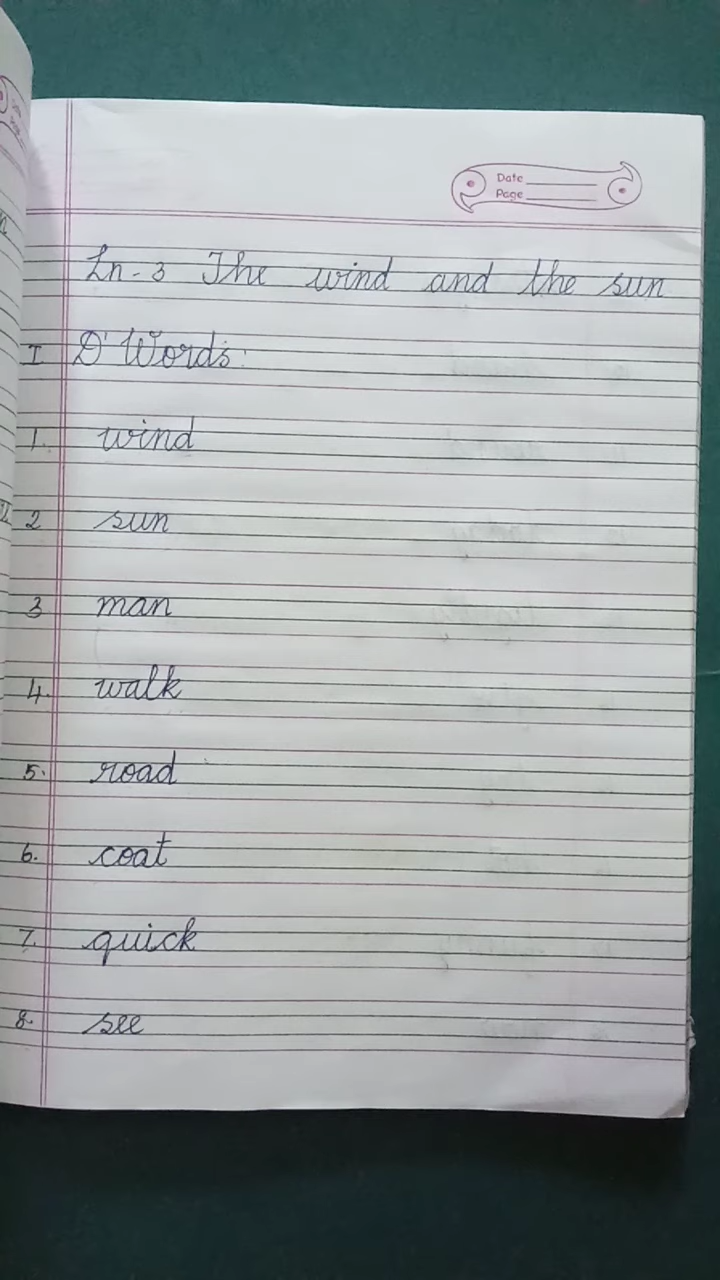 Date
Page
Ln-3 The wind and the sun
I D'Words:
1. wind
2 sun
3 man
4. walk
5. road
6. coat
7. quick
8. see